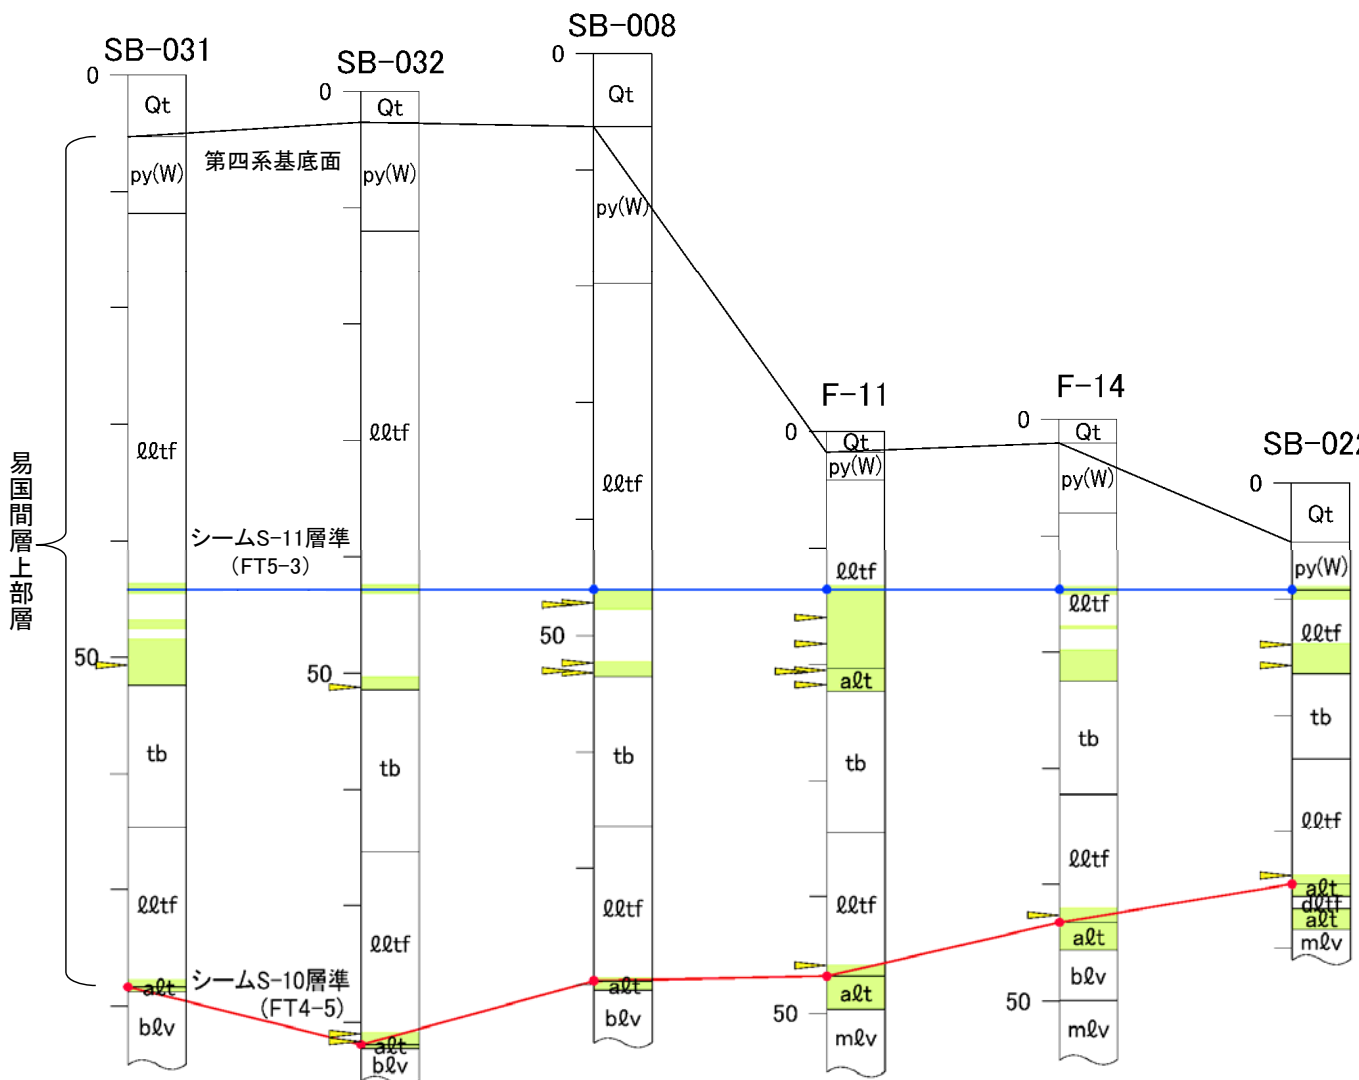 SB-031
SB-032
SB-008
F-11
F-14
SB-022
0
Qt
py(W)
ℓℓtf
50
tb
ℓℓtf
aℓt
bℓv
0
Qt
py(W)
ℓℓtf
50
tb
ℓℓtf
aℓt
bℓv
0
Qt
py(W)
ℓℓtf
50
tb
ℓℓtf
aℓt
bℓv
0
Qt
py(W)
ℓℓtf
aℓt
tb
ℓℓtf
aℓt
50
mℓv
0
Qt
py(W)
ℓℓtf
tb
ℓℓtf
aℓt
bℓv
50
mℓv
0
Qt
py(W)
ℓℓtf
tb
ℓℓtf
aℓt
dℓtf
aℓt
mℓv
第四系基底面
易国間層上部層
シームS-11層準
(FT5-3)
シームS-10層準
(FT4-5)